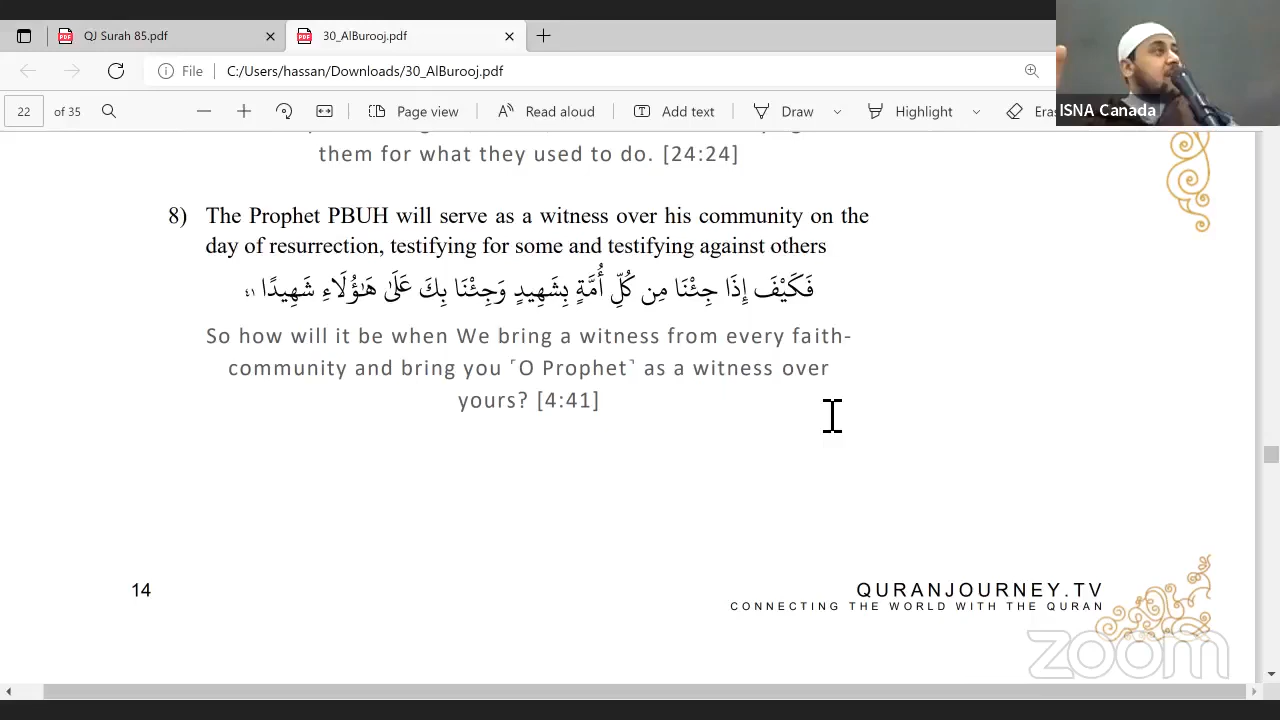 QJ Surah 85.pdf
30_AlBurooj.pdf
File
C:/Users/hassan/Downloads/30_AlBurooj.pdf
22 of 35
Page view
Read aloud
Add text
Draw
Highlight
Eras
ISNA Canada
them for what they used to do. [24:24]
8) The Prophet PBUH will serve as a witness over his community on the
day of resurrection, testifying for some and testifying against others
فَكَيْفَ إِذَا جِئْنَا مِن كُلِّ أُمَّةٍ بِشَهِيدٍ وَجِئْنَا بِكَ عَلَىٰ هَـٰٓؤُلَاءِ شَهِيدًا ٤١
So how will it be when We bring a witness from every faith-
community and bring you ˹O Prophet˺ as a witness over
yours? [4:41]
14
QURANJOURNEY.TV
CONNECTING THE WORLD WITH THE QURAN
zoom